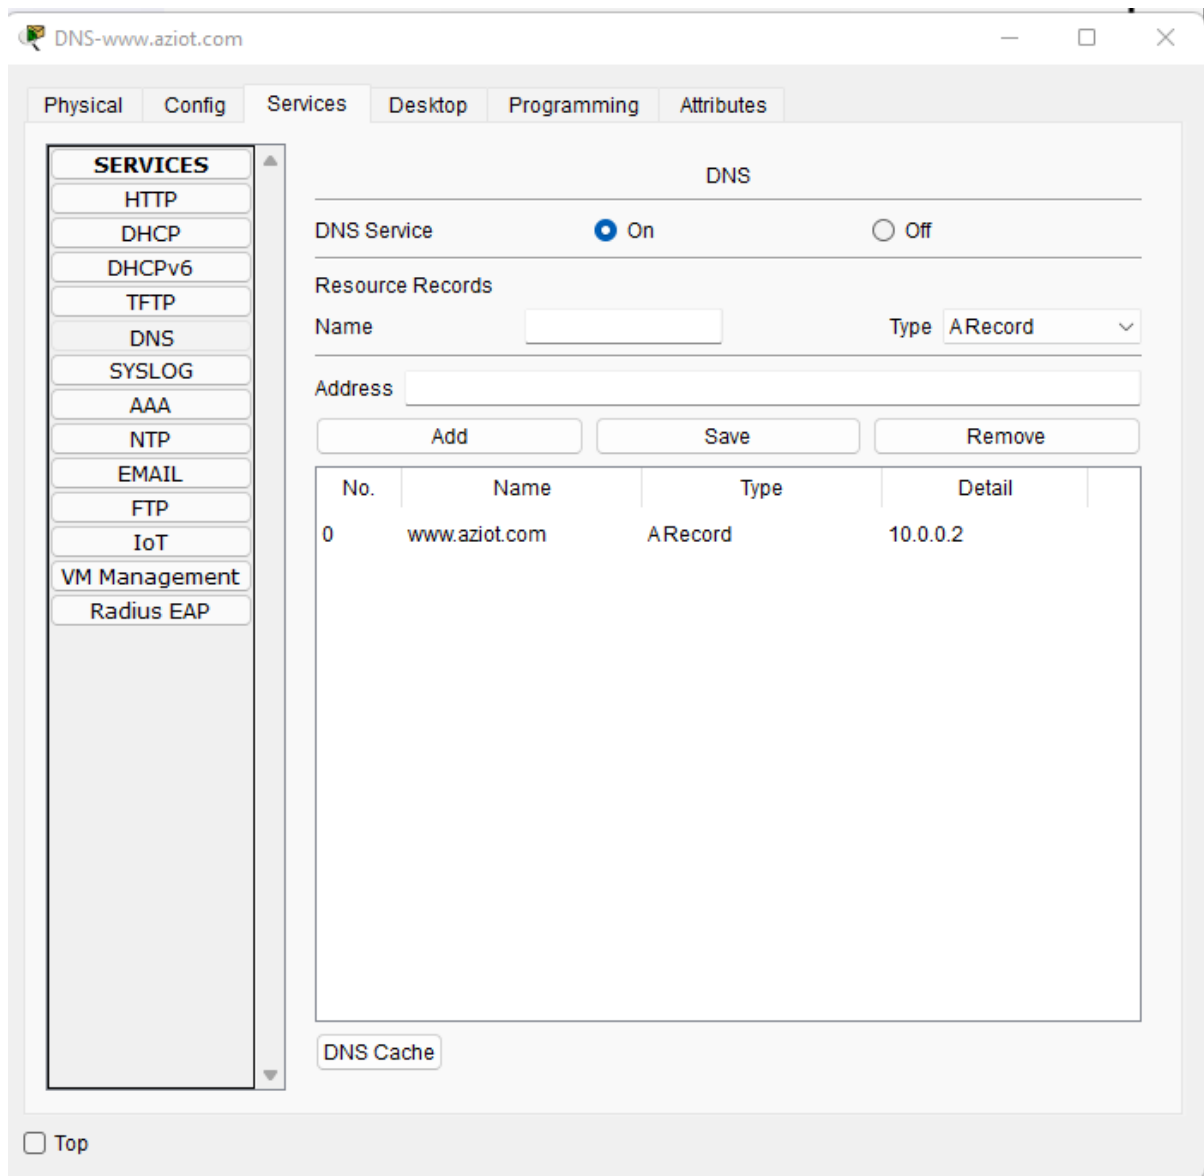 DNS-www.aziot.com
Physical Config Services Desktop Programming Attributes
SERVICES
HTTP
DHCP
DHCPv6
TFTP
DNS
SYSLOG
AAA
NTP
EMAIL
FTP
IoT
VM Management
Radius EAP
DNS
DNS Service On Off
Resource Records
Name Type A Record
Address
Add Save Remove
No. Name Type Detail
0 www.aziot.com A Record 10.0.0.2
DNS Cache
Top